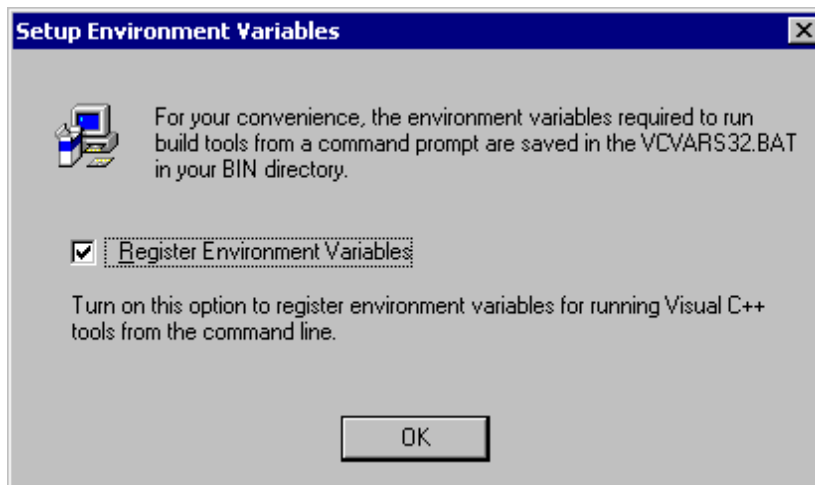 Setup Environment Variables
For your convenience, the environment variables required to run
build tools from a command prompt are saved in the VCVARS32.BAT
in your BIN directory.
Register Environment Variables
Turn on this option to register environment variables for running Visual C++
tools from the command line.
OK